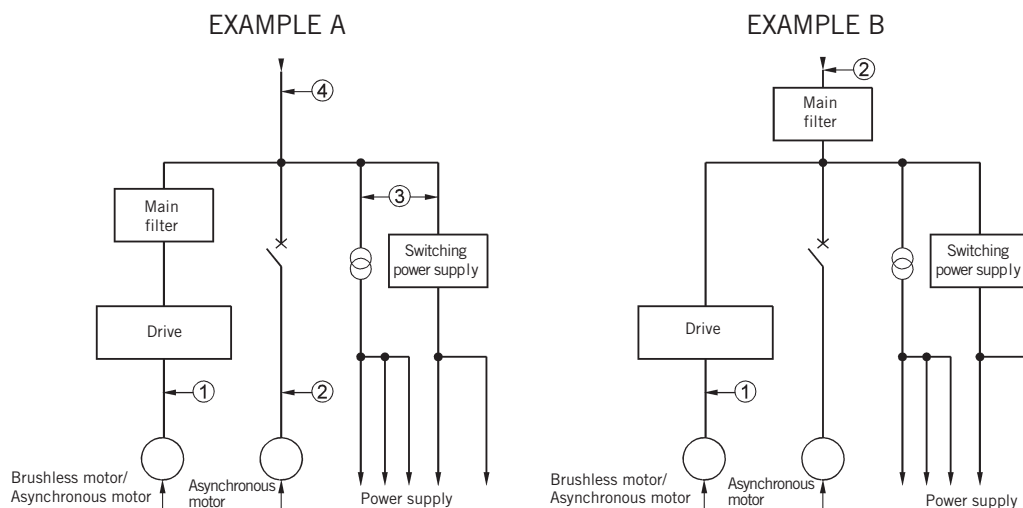 EXAMPLE A
④
Main
filter
③
Switching
power supply
Drive
①
②
Brushless motor/
Asynchronous motor
Asynchronous
motor
Power supply
EXAMPLE B
②
Main
filter
Switching
power supply
Drive
①
Brushless motor/
Asynchronous motor
Asynchronous
motor
Power supply